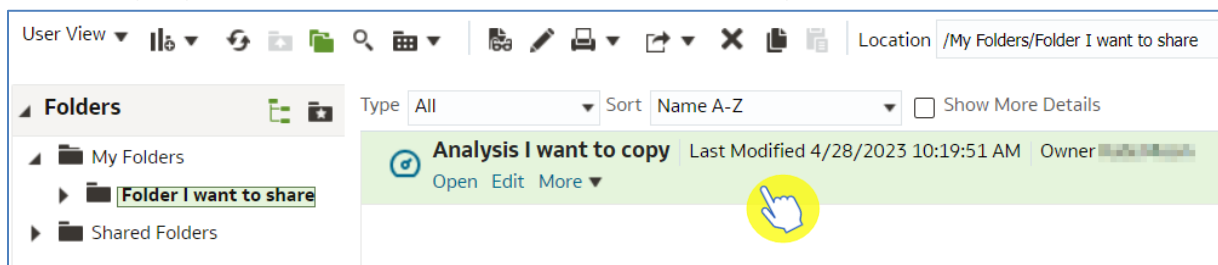 User View
Location /My Folders/Folder I want to share
Folders
Type All Sort Name A-Z Show More Details
My Folders
Folder I want to share
Shared Folders
Analysis I want to copy Last Modified 4/28/2023 10:19:51 AM Owner
Open Edit More